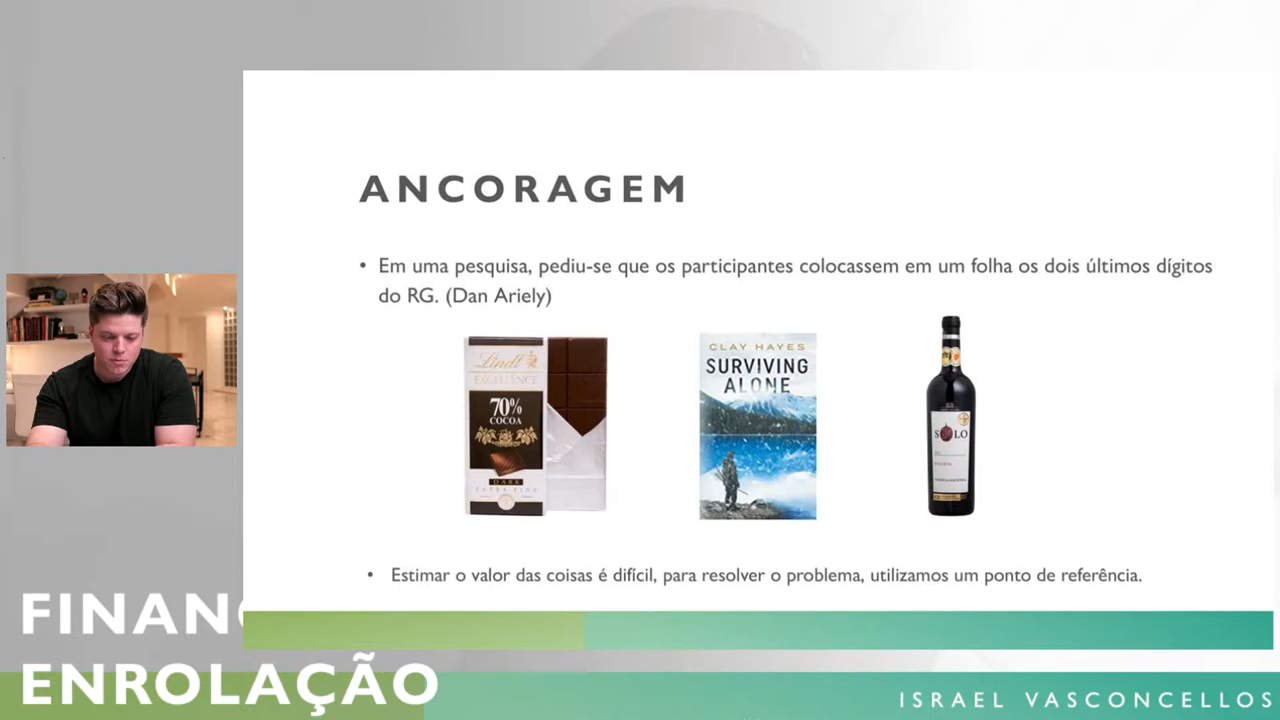 ANCORAGEM
• Em uma pesquisa, pediu-se que os participantes colocassem em um folha os dois últimos dígitos
do RG. (Dan Ariely)
Lindt
EXCELLENCE
70%
COCOA
DARK
CLAY HAYES
SURVIVING
ALONE
SOLO
• Estimar o valor das coisas é difícil, para resolver o problema, utilizamos um ponto de referência.
FINANÇ
ENROLAÇÃO
ISRAEL VASCONCELLOS